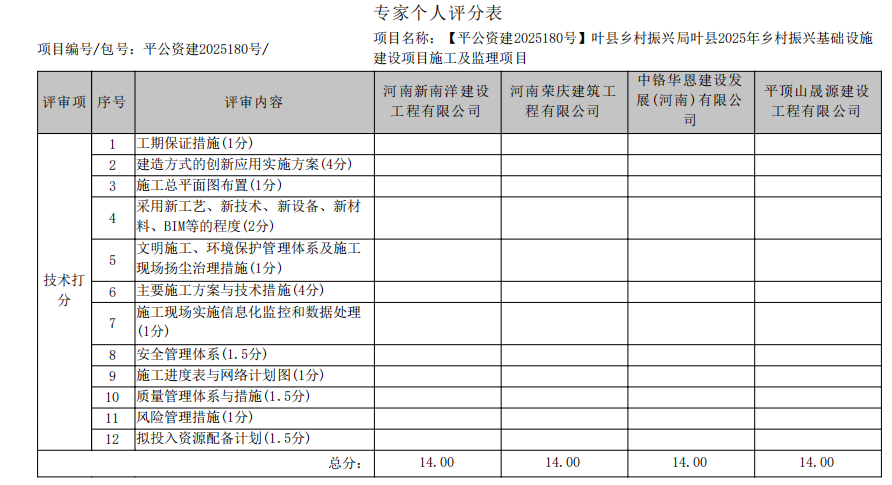 专家个人评分表
项目编号/包号：平公资建2025180号/
项目名称：【平公资建2025180号】叶县乡村振兴局叶县2025年乡村振兴基础设施
建设项目施工及监理项目
评审项 序号 评审内容 河南新南洋建设工程有限公司 河南荣庆建筑工程有限公司 中铬华恩建设发展(河南)有限公司 平顶山晟源建设工程有限公司
技术打分
1 工期保证措施(1分)
2 建造方式的创新应用实施方案(4分)
3 施工总平面图布置(1分)
4 采用新工艺、新技术、新设备、新材
料、BIM等的程度(2分)
5 文明施工、环境保护管理体系及施工
现场扬尘治理措施(1分)
6 主要施工方案与技术措施(4分)
7 施工现场实施信息化监控和数据处理
(1分)
8 安全管理体系(1.5分)
9 施工进度表与网络计划图(1分)
10 质量管理体系与措施(1.5分)
11 风险管理措施(1分)
12 拟投入资源配备计划(1.5分)
总分： 14.00 14.00 14.00 14.00